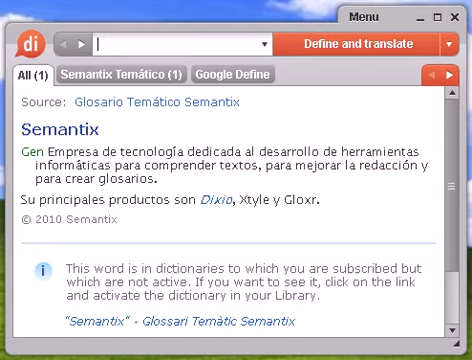 Menu
di
Define and translate
All (1)
Semantix Temático (1)
Google Define
Source: Glosario Temático Semantix
Semantix
Gen Empresa de tecnología dedicada al desarrollo de herramientas
informáticas para comprender textos, para mejorar la redacción y
para crear glosarios.
Su principales productos son Dixio, Xtyle y Gloxr.
© 2010 Semantix
i
This word is in dictionaries to which you are subscribed but
which are not active. If you want to see it, click on the link
and activate the dictionary in your Library.
"Semantix" - Glossari Temàtic Semantix